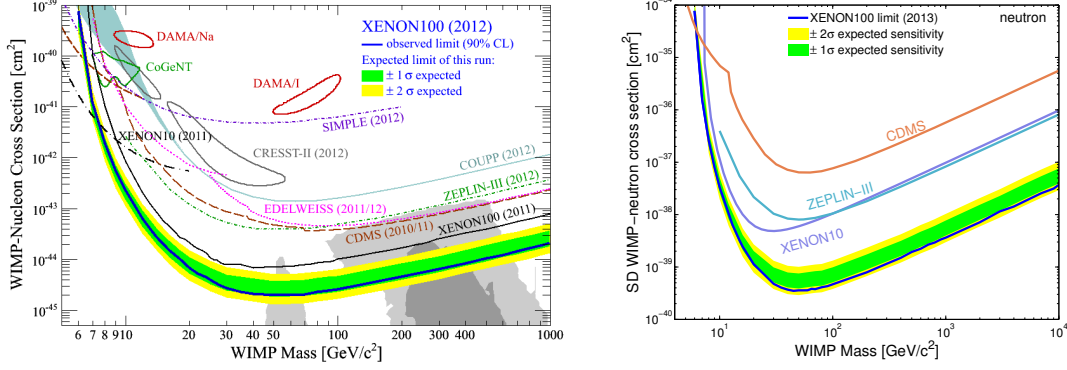 XENON100 (2012)
observed limit (90% CL)
Expected limit of this run:
± 1 σ expected
± 2 σ expected
DAMA/Na
CoGeNT
DAMA/I
SIMPLE (2012)
XENON10 (2011)
CRESST-II (2012)
COUPP (2012)
ZEPLIN-III (2012)
EDELWEISS (2011/12)
CDMS (2010/11)
XENON100 (2011)
WIMP-Nucleon Cross Section [cm²]
10⁻³⁹
10⁻⁴⁰
10⁻⁴¹
10⁻⁴²
10⁻⁴³
10⁻⁴⁴
10⁻⁴⁵
6 7 8 9 10 20 30 40 50 100 200 300 400 1000
WIMP Mass [GeV/c²]
XENON100 limit (2013)
± 2σ expected sensitivity
± 1σ expected sensitivity
neutron
CDMS
ZEPLIN-III
XENON10
SD WIMP-neutron cross section [cm²]
10⁻³⁴
10⁻³⁵
10⁻³⁶
10⁻³⁷
10⁻³⁸
10⁻³⁹
10⁻⁴⁰
10¹ 10² 10³ 10⁴
WIMP Mass [GeV/c²]